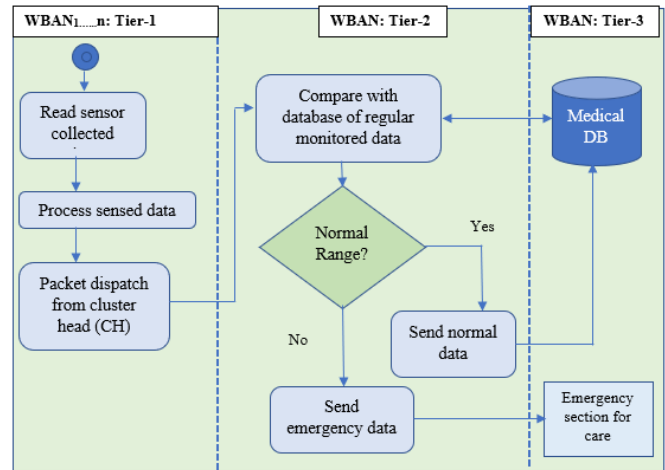 WBAN1......n: Tier-1
WBAN: Tier-2
WBAN: Tier-3
Read sensor
collected
.
Process sensed data
Packet dispatch
from cluster
head (CH)
Compare with
database of regular
monitored data
Normal
Range?
Yes
No
Send normal
data
Send
emergency data
Medical
DB
Emergency
section for
care